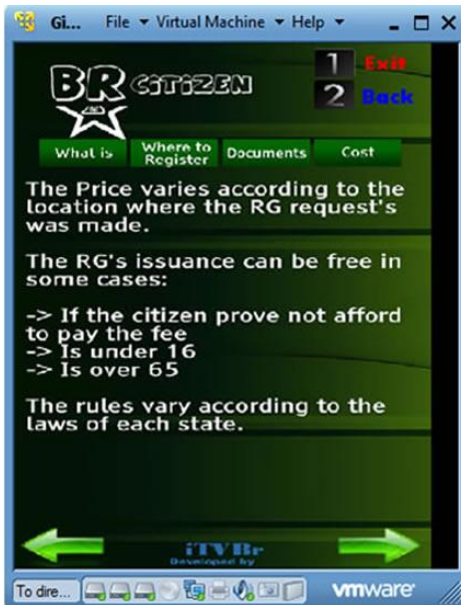 Gi... File Virtual Machine Help
BR CITIZEN
1 Exit
2 Back
What is Where to Register Documents Cost
The Price varies according to the
location where the RG request's
was made.
The RG's issuance can be free in
some cases:
-> If the citizen prove not afford
to pay the fee
-> Is under 16
-> Is over 65
The rules vary according to the
laws of each state.
iTVBr
Developed by
To dire... vmware